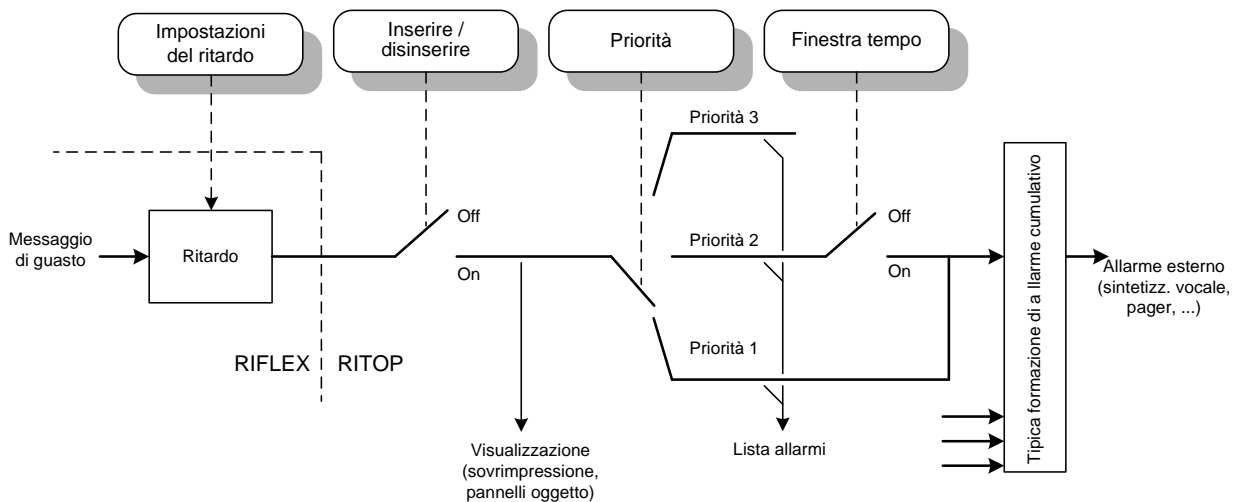 Impostazioni
del ritardo
Inserire /
disinserire
Priorità
Finestra tempo
Priorità 3
Messaggio
di guasto
Ritardo
Off
On
Priorità 2
Off
On
Allarme esterno
(sintetizz. vocale,
pager, ...)
Tipica formazione di a llarme cumulativo
RIFLEX
RITOP
Priorità 1
Visualizzazione
(sovrimpressione,
pannelli oggetto)
Lista allarmi